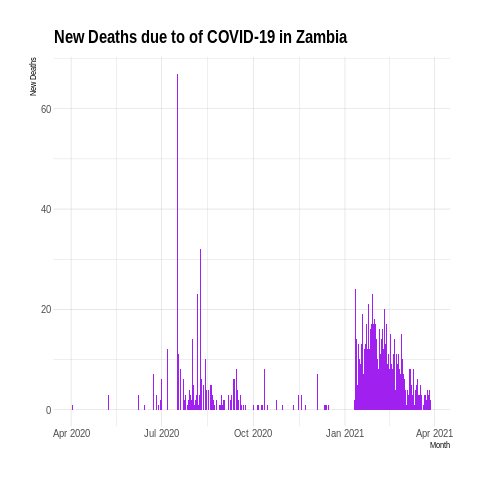 New Deaths due to of COVID-19 in Zambia
New Deaths
60
40
20
0
Apr 2020
Jul 2020
Oct 2020
Jan 2021
Apr 2021
Month